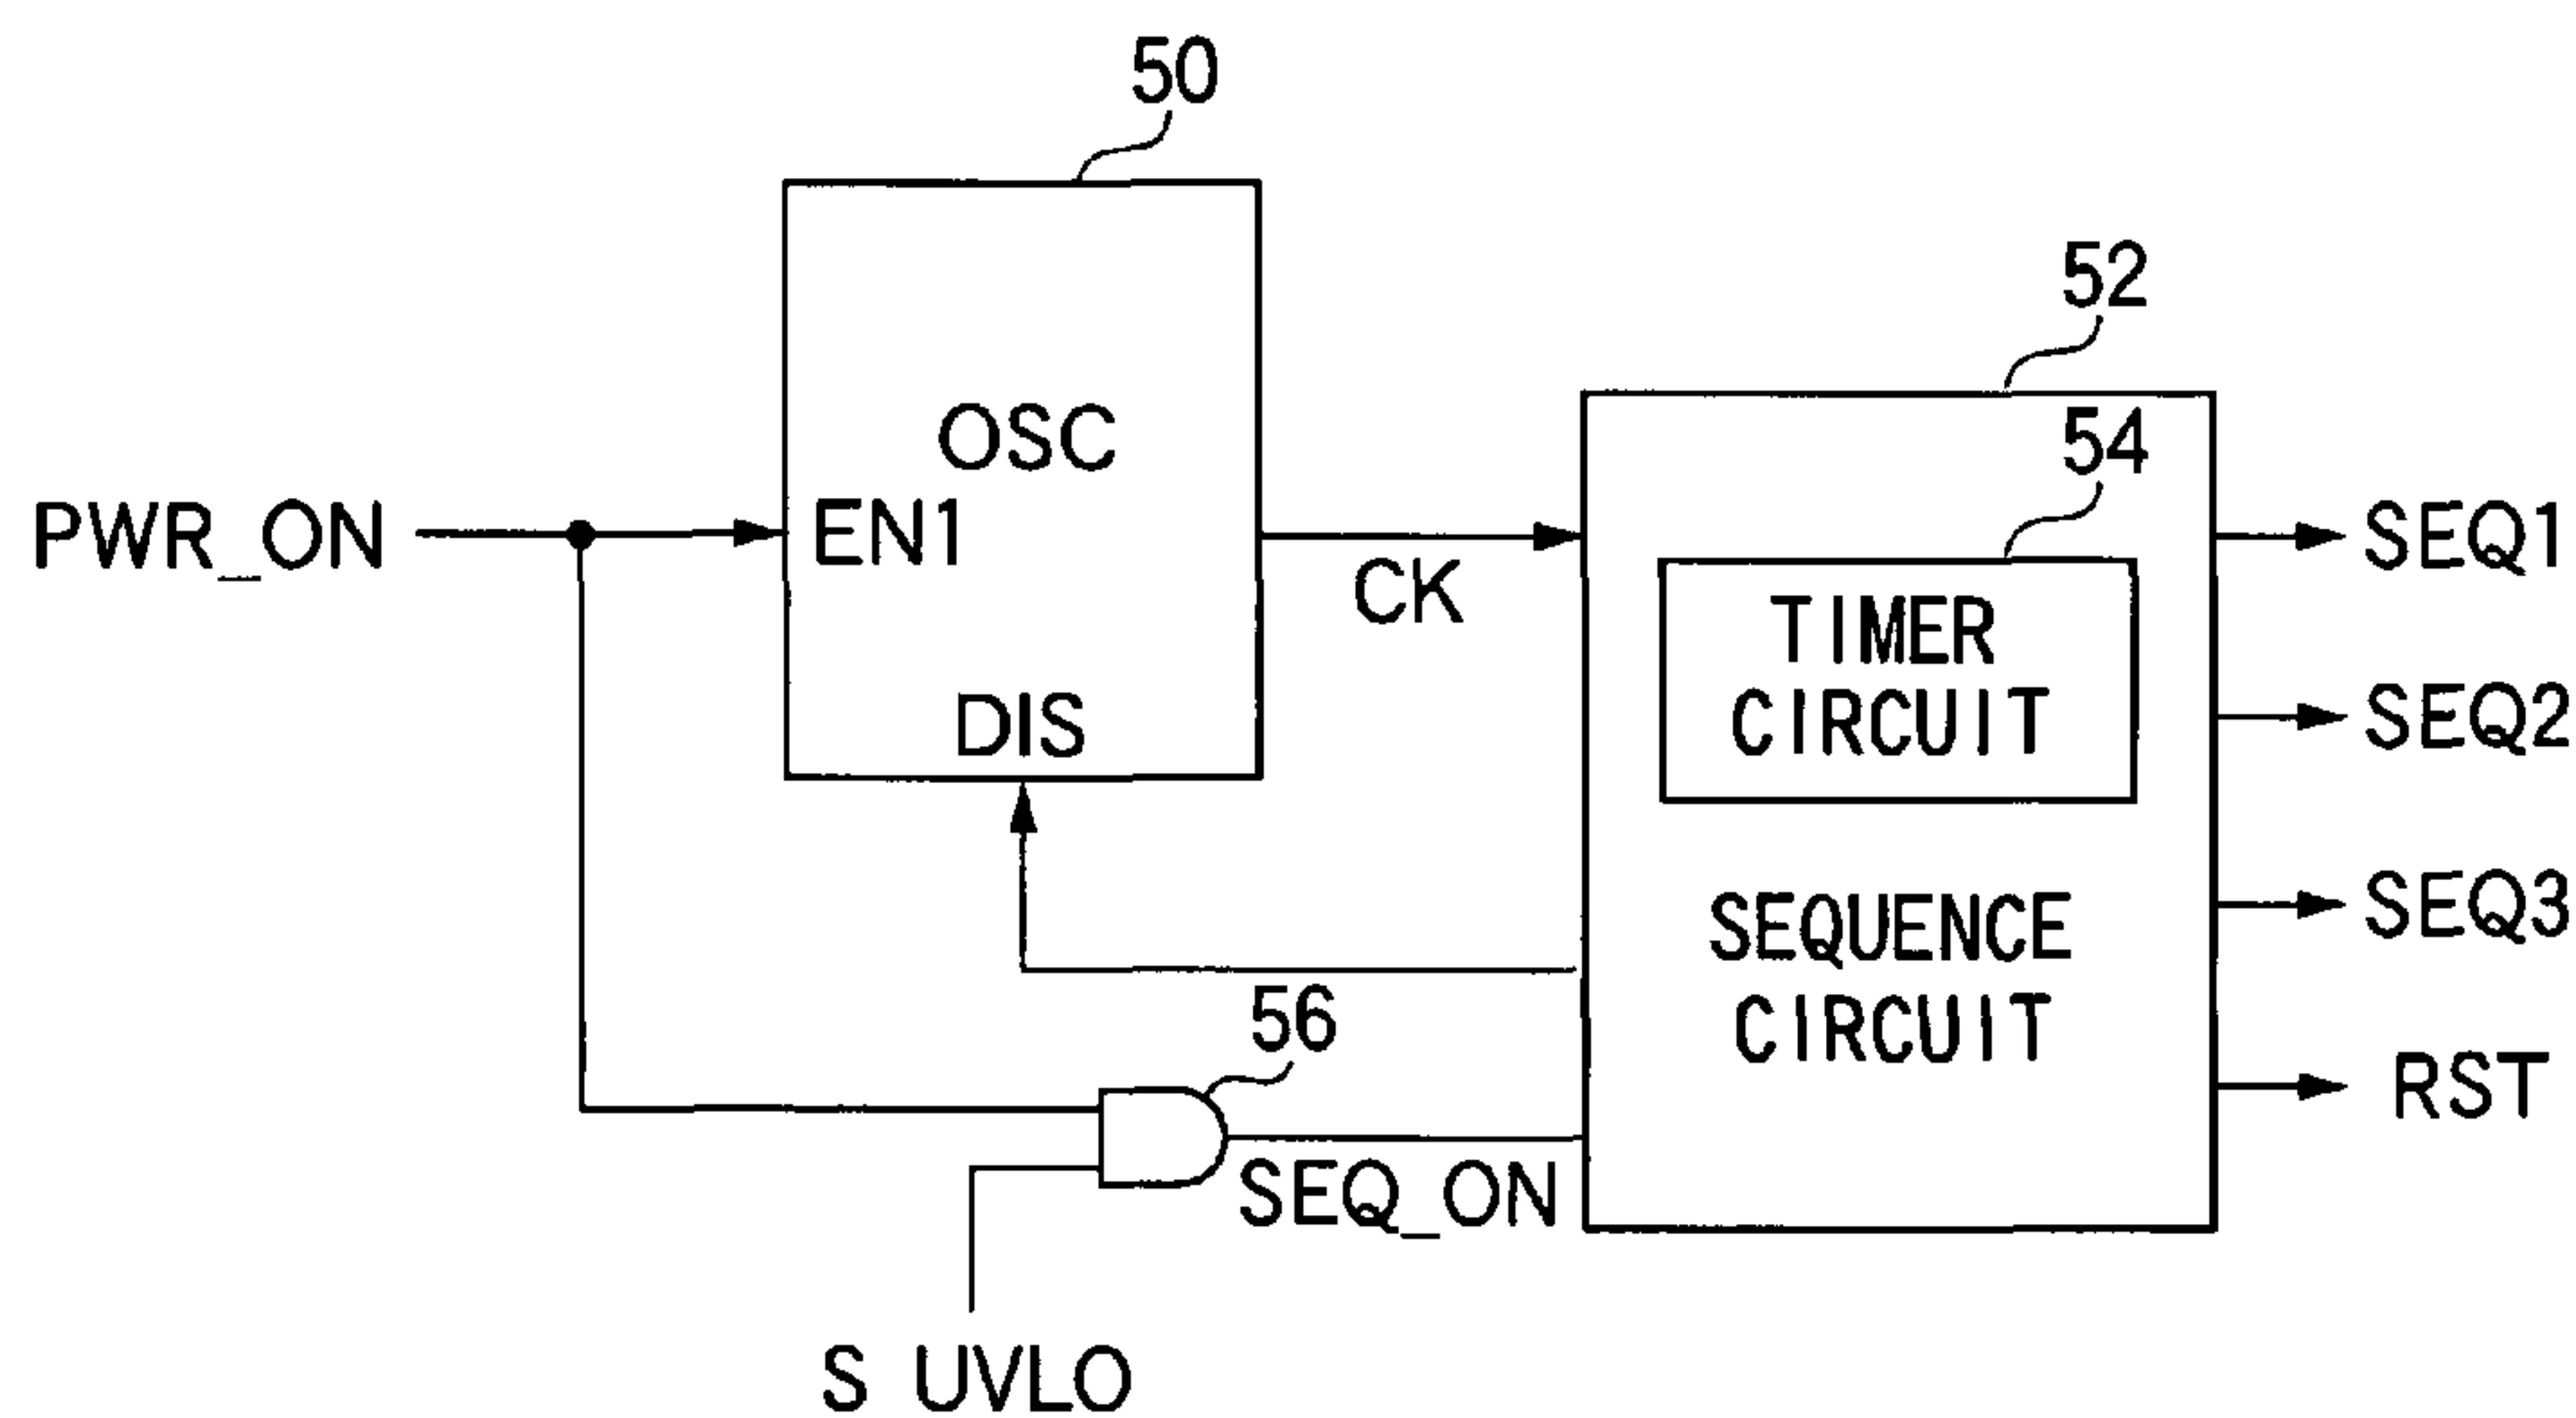 50
52
OSC
54
PWR_ON
EN1
CK
SEQ1
TIMER
CIRCUIT
DIS
SEQ2
SEQ3
SEQUENCE
CIRCUIT
56
RST
SEQ_ON
S UVLO